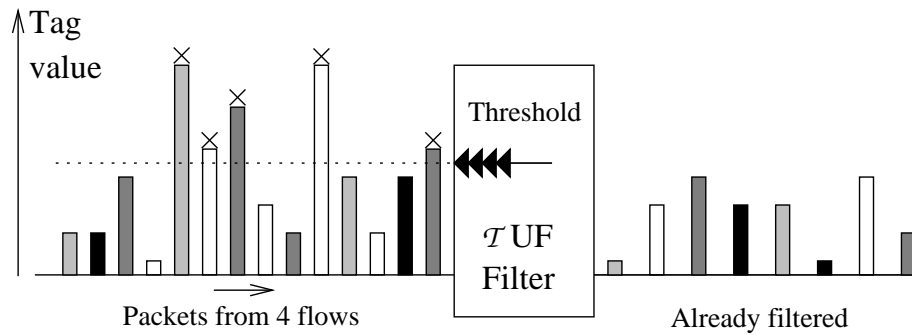 Tag
value
Threshold
𝒯UF
Filter
Packets from 4 flows
Already filtered